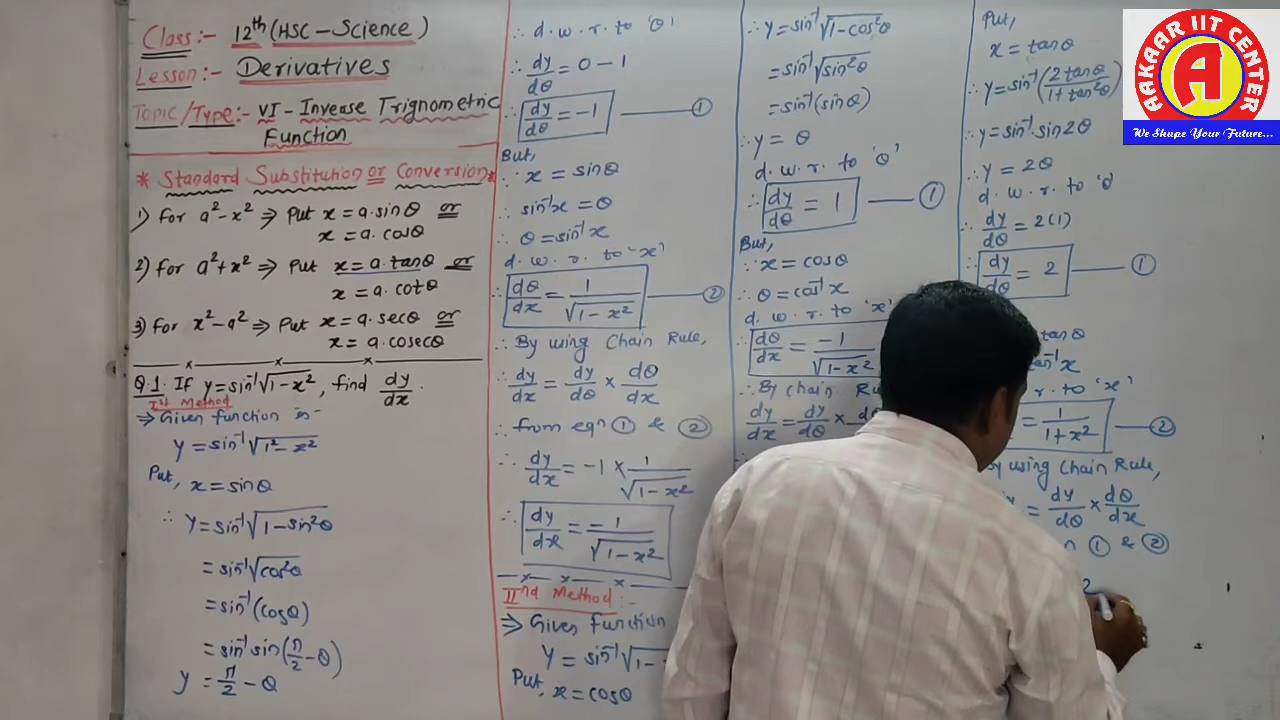 Class:- 12th (HSC-Science)
Lesson:- Derivatives
Topic/Type:- VI - Inverse Trignometric
Function
* Standard Substitution or Conversion *
1) For a² - x² ⇒ Put x = a.sinθ or
x = a.cosθ
2) For a² + x² ⇒ Put x = a.tanθ or
x = a.cotθ
3) For x² - a² ⇒ Put x = a.secθ or
x = a.cosecθ
Q.1. If y = sin⁻¹√(1-x²), find dy/dx.
Ist Method
⇒ Given function is-
y = sin⁻¹√(1² - x²)
Put, x = sinθ
∴ y = sin⁻¹√(1-sin²θ)
= sin⁻¹√(cos²θ)
= sin⁻¹(cosθ)
= sin⁻¹ sin(π/2 - θ)
y = π/2 - θ
∴ d.w.r. to 'θ'
∴ dy/dθ = 0 - 1
∴ dy/dθ = -1 —— ①
But,
∵ x = sinθ
∴ sin⁻¹x = θ
∴ θ = sin⁻¹x
d.w.r. to 'x'
∴ dθ/dx = 1/√(1-x²) —— ②
∴ By using Chain Rule,
∴ dy/dx = dy/dθ × dθ/dx
∴ from eqn ① & ②
∴ dy/dx = -1 × 1/√(1-x²)
∴ dy/dx = -1/√(1-x²)
IInd Method:-
⇒ Given function
y = sin⁻¹√(1-
Put, x = cosθ
∴ y = sin⁻¹√(1-cos²θ)
= sin⁻¹√(sin²θ)
= sin⁻¹(sinθ)
∴ y = θ
d.w.r. to 'θ'
∴ dy/dθ = 1 —— ①
But,
∵ x = cosθ
∴ θ = cos⁻¹x
d.w.r. to 'x'
∴ dθ/dx = -1/√(1-x²)
∴ By chain
dy/dx = dy/dθ ×
Put,
x = tanθ
∴ y = sin⁻¹(2tanθ/(1+tan²θ))
∴ y = sin⁻¹ sin2θ
∴ y = 2θ
d.w.r. to 'θ'
∴ dy/dθ = 2(1)
∴ dy/dθ = 2 —— ①
tanθ
tan⁻¹x
r. to 'x'
= 1/(1+x²) —— ②
By using Chain Rule,
= dy/dθ × dθ/dx
① & ②
2
AAKAAR IIT CENTER
A
We Shape Your Future...